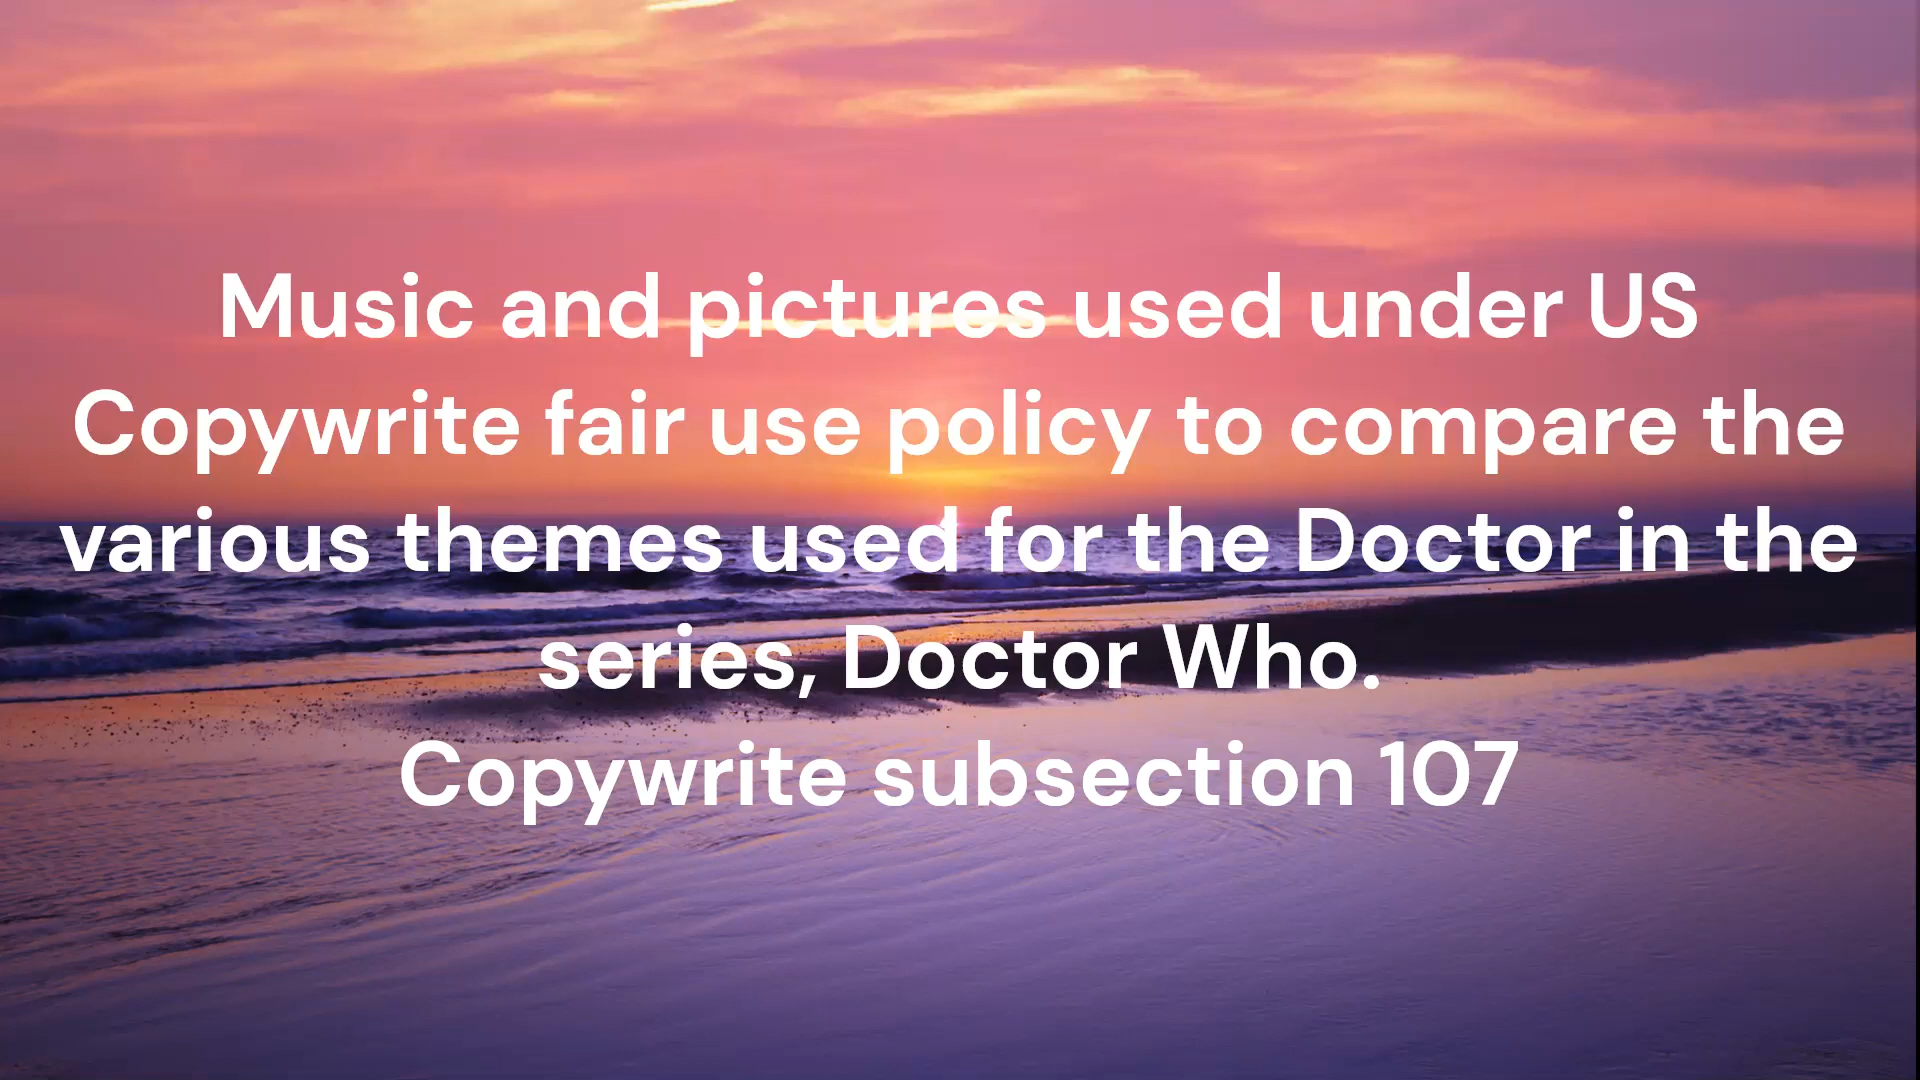 Music and pictures used under US
Copywrite fair use policy to compare the
various themes used for the Doctor in the
series, Doctor Who.
Copywrite subsection 107